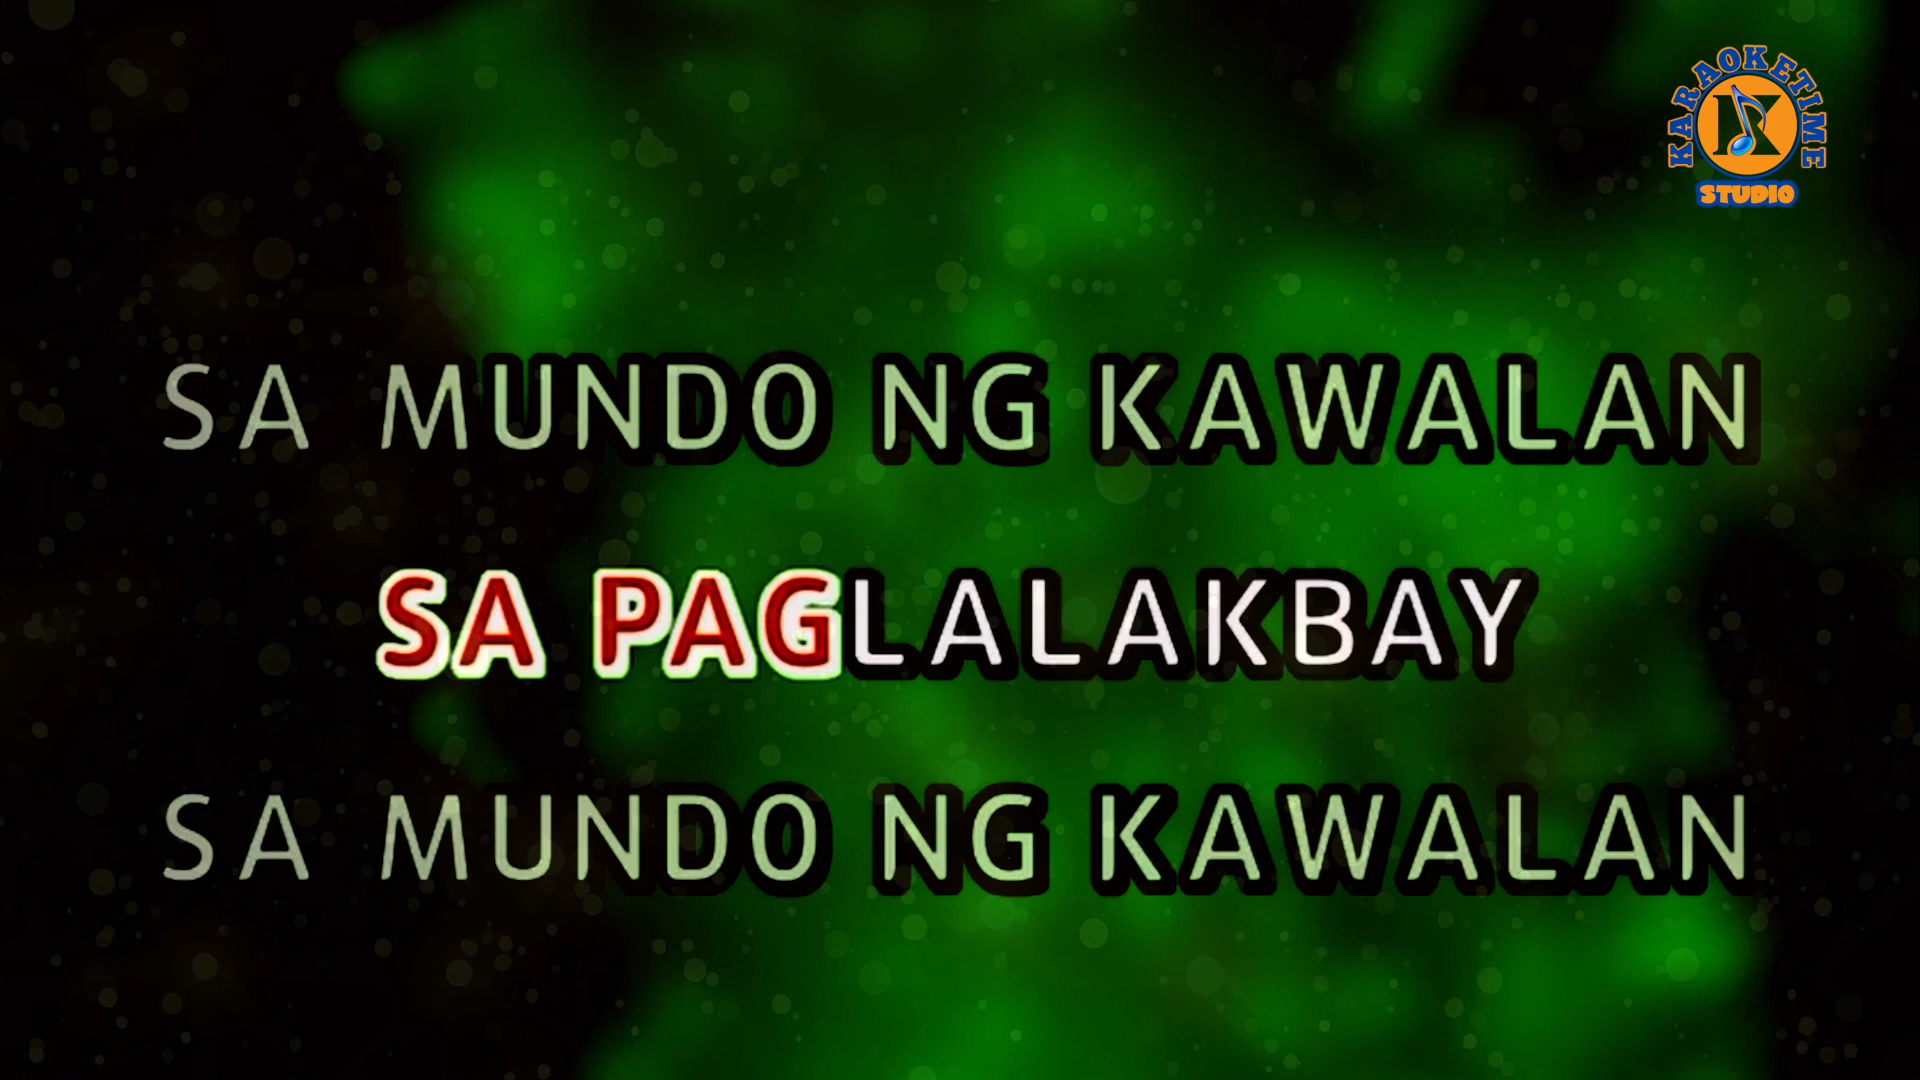 KARAOKETIME
K
STUDIO
SA MUNDO NG KAWALAN
SA PAGLALAKBAY
SA MUNDO NG KAWALAN